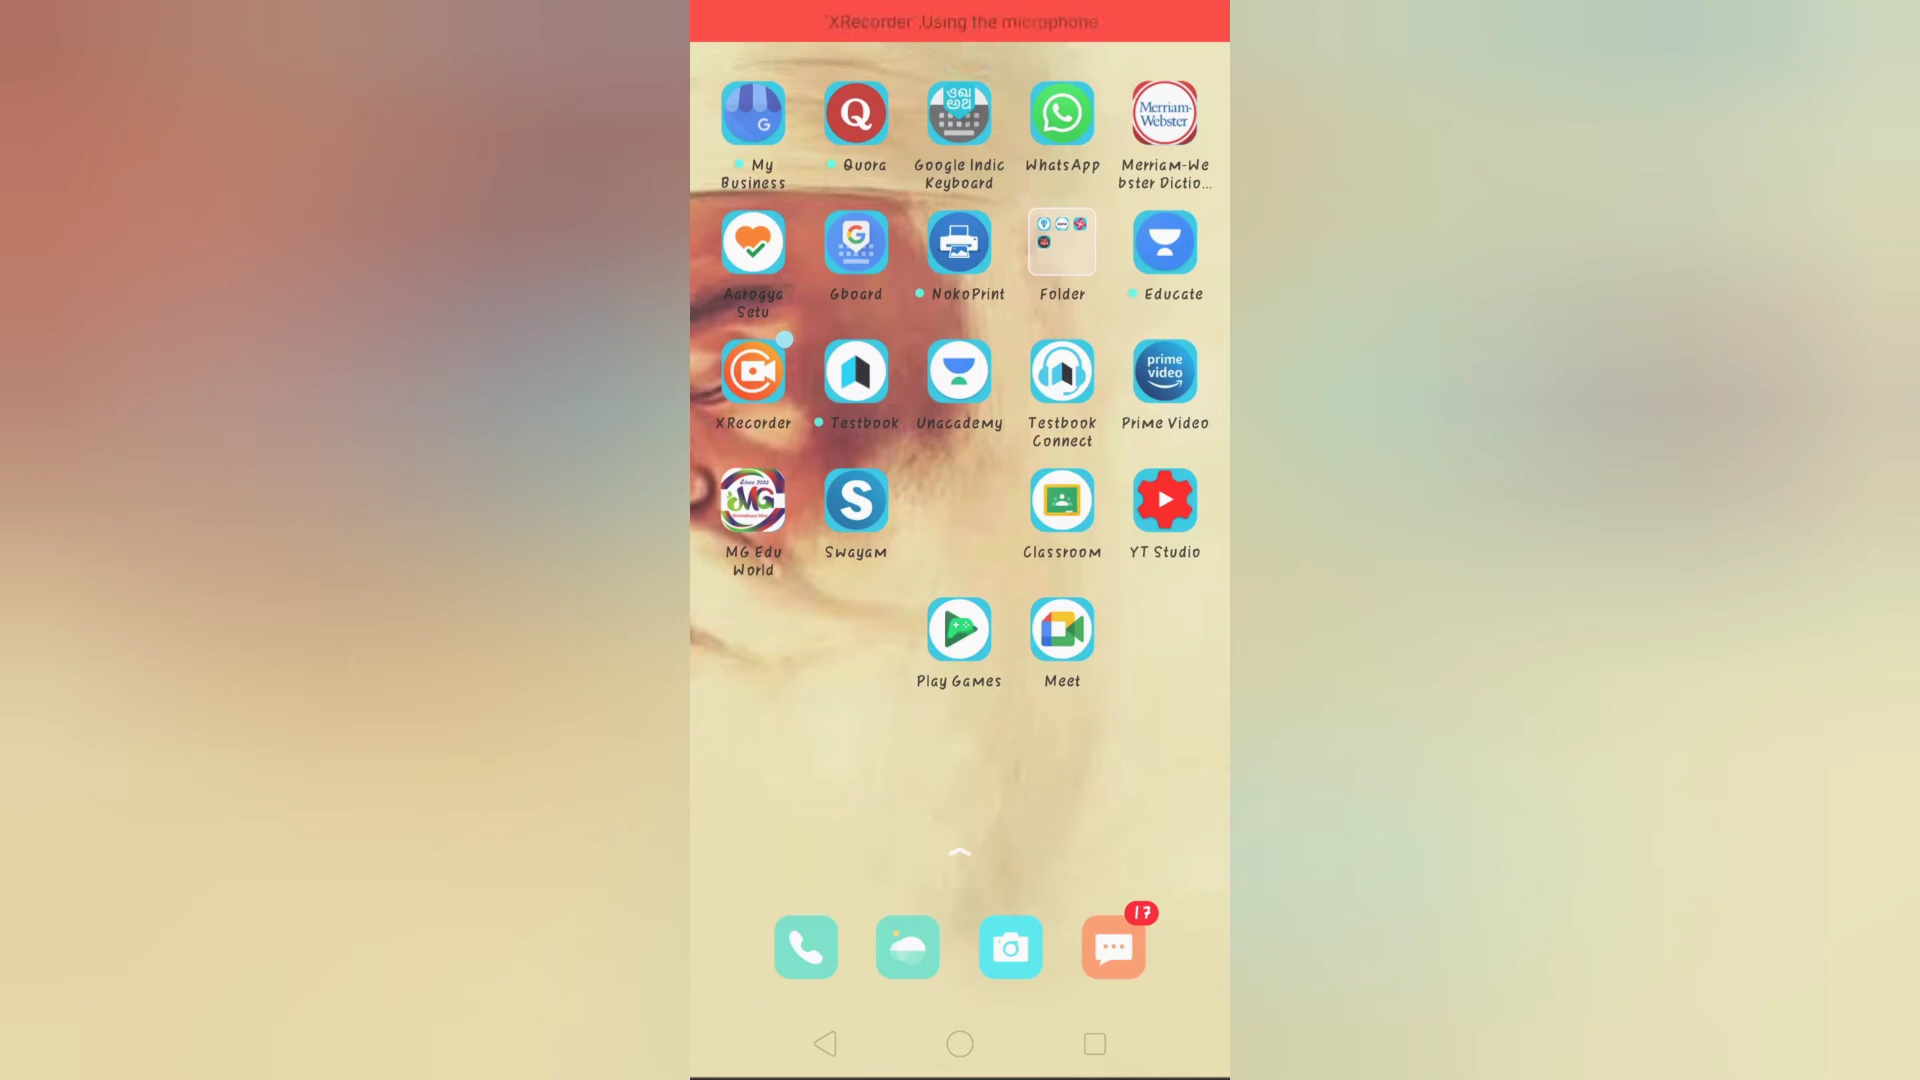 "XRecorder",Using the microphone
Q
Merriam-
Webster
My
Business
Quora
Google Indic
Keyboard
WhatsApp
Merriam-We
bster Dictio...
Aarogya
Setu
Gboard
NokoPrint
Folder
Educate
prime
video
XRecorder
Testbook
Unacademy
Testbook
Connect
Prime Video
MG
S
MG Edu
World
Swayam
Classroom
YT Studio
Play Games
Meet
17